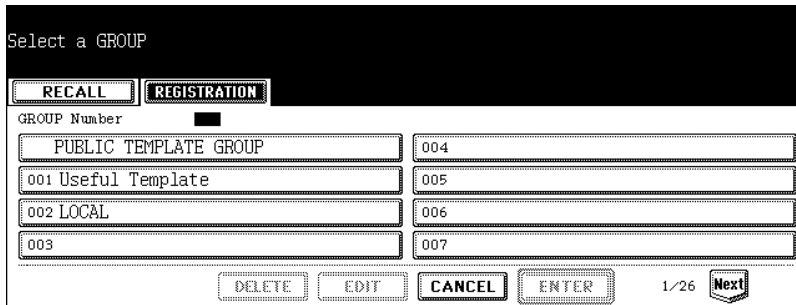 Select a GROUP
RECALL REGISTRATION
GROUP Number
PUBLIC TEMPLATE GROUP 004
001 Useful Template 005
002 LOCAL 006
003 007
DELETE EDIT CANCEL ENTER 1/26 Next